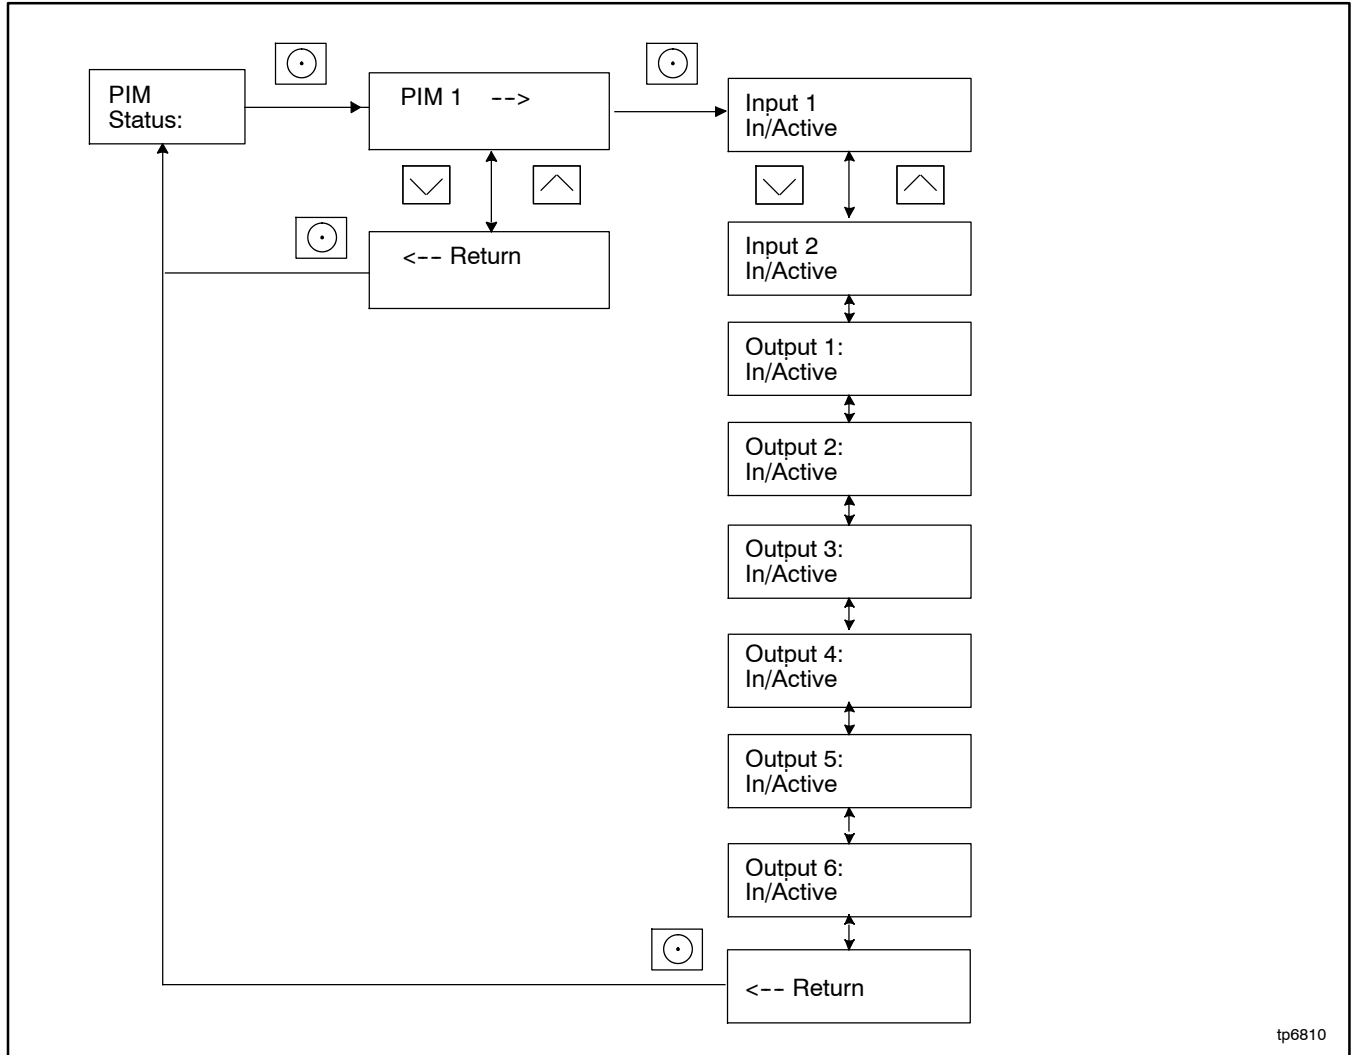 PIM
Status:
PIM 1 -->
Input 1
In/Active
<-- Return
Input 2
In/Active
Output 1:
In/Active
Output 2:
In/Active
Output 3:
In/Active
Output 4:
In/Active
Output 5:
In/Active
Output 6:
In/Active
<-- Return
tp6810